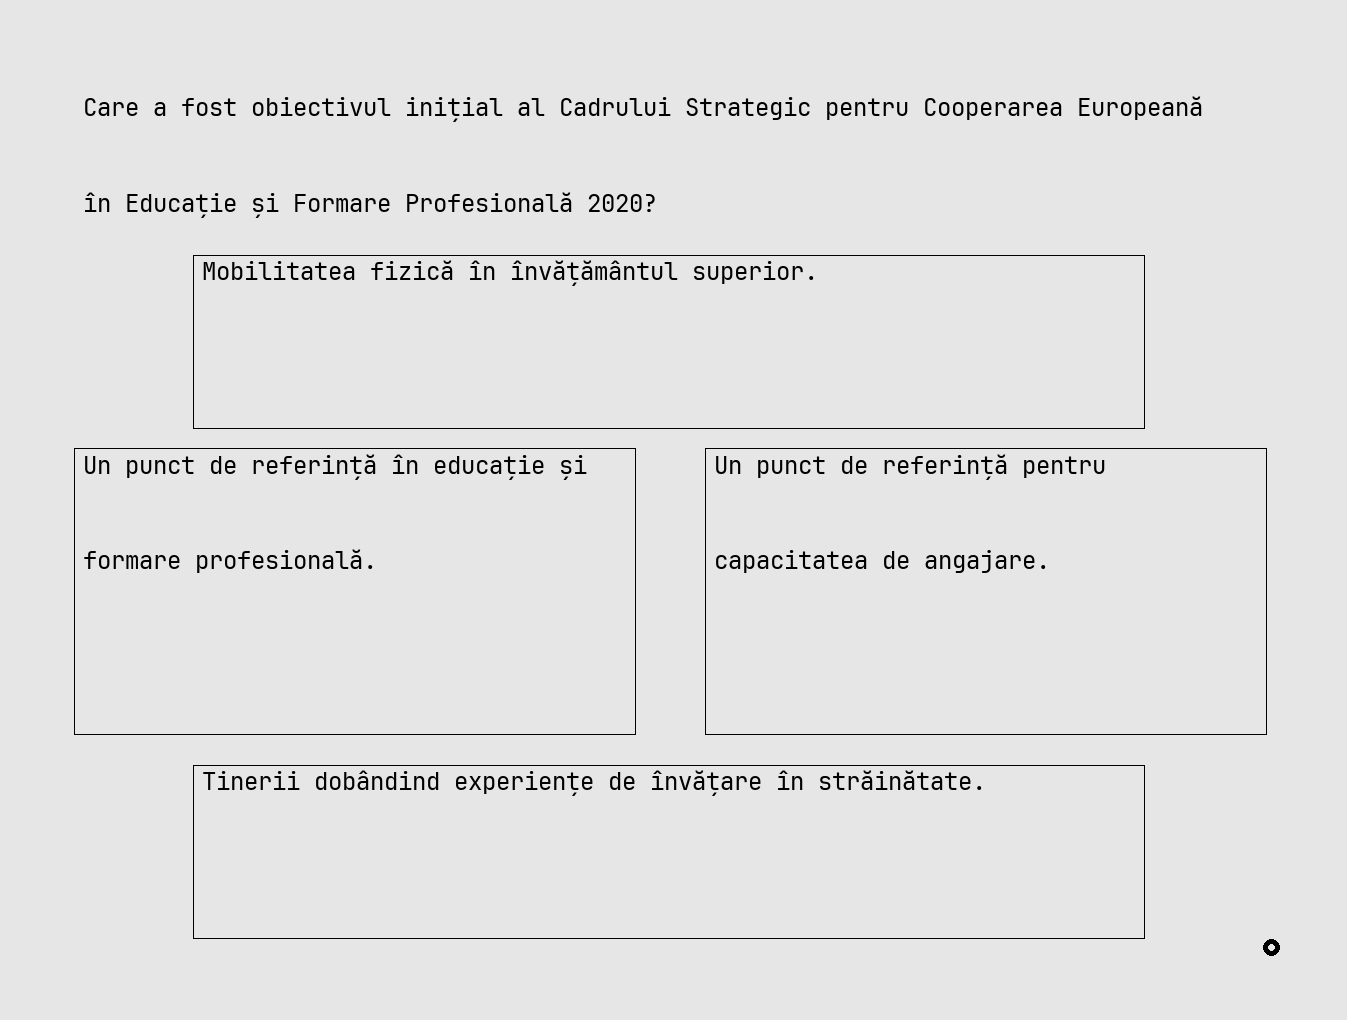 Care a fost obiectivul inițial al Cadrului Strategic pentru Cooperarea Europeană
în Educație și Formare Profesională 2020?
Mobilitatea fizică în învățământul superior.
Un punct de referință în educație și
formare profesională.
Un punct de referință pentru
capacitatea de angajare.
Tinerii dobândind experiențe de învățare în străinătate.